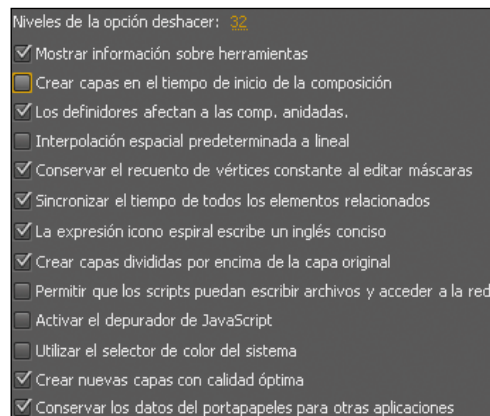 Niveles de la opción deshacer: 32
Mostrar información sobre herramientas
Crear capas en el tiempo de inicio de la composición
Los definidores afectan a las comp. anidadas.
Interpolación espacial predeterminada a lineal
Conservar el recuento de vértices constante al editar máscaras
Sincronizar el tiempo de todos los elementos relacionados
La expresión icono espiral escribe un inglés conciso
Crear capas divididas por encima de la capa original
Permitir que los scripts puedan escribir archivos y acceder a la red
Activar el depurador de JavaScript
Utilizar el selector de color del sistema
Crear nuevas capas con calidad óptima
Conservar los datos del portapapeles para otras aplicaciones